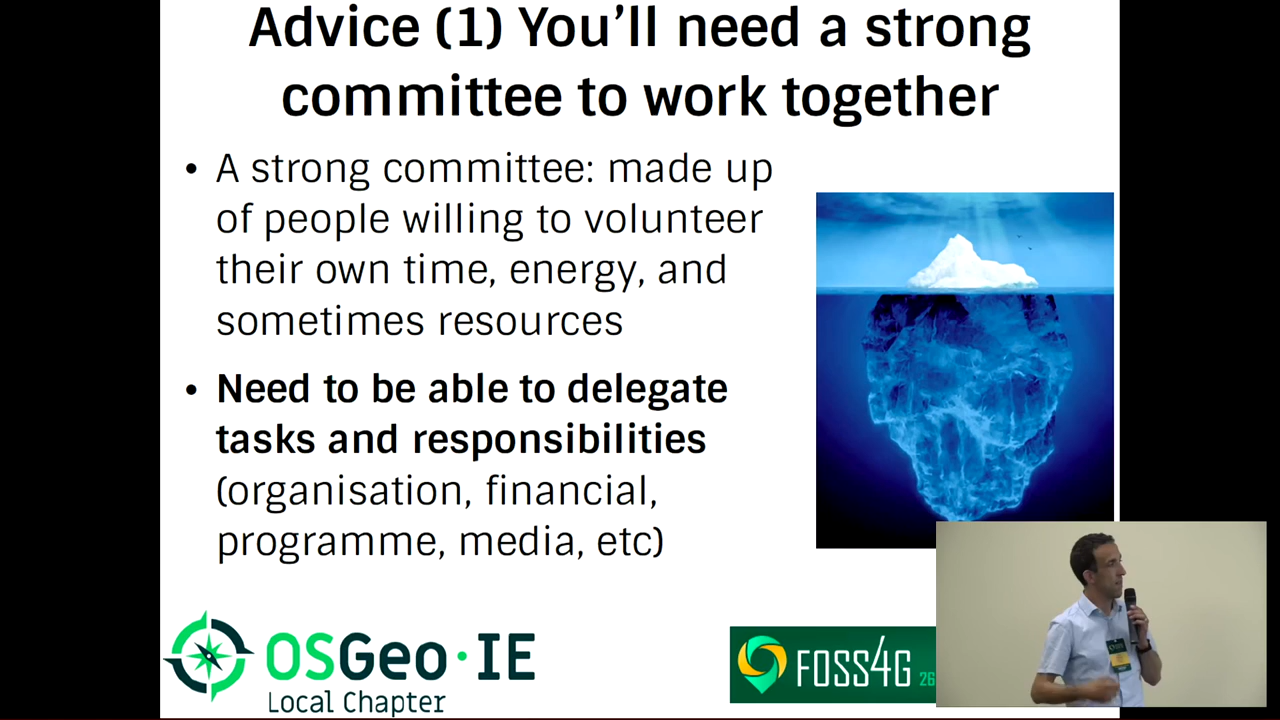 Advice (1) You’ll need a strong
committee to work together
• A strong committee: made up
of people willing to volunteer
their own time, energy, and
sometimes resources
• Need to be able to delegate
tasks and responsibilities
(organisation, financial,
programme, media, etc)
OSGeo·IE
Local Chapter
FOSS4G 26